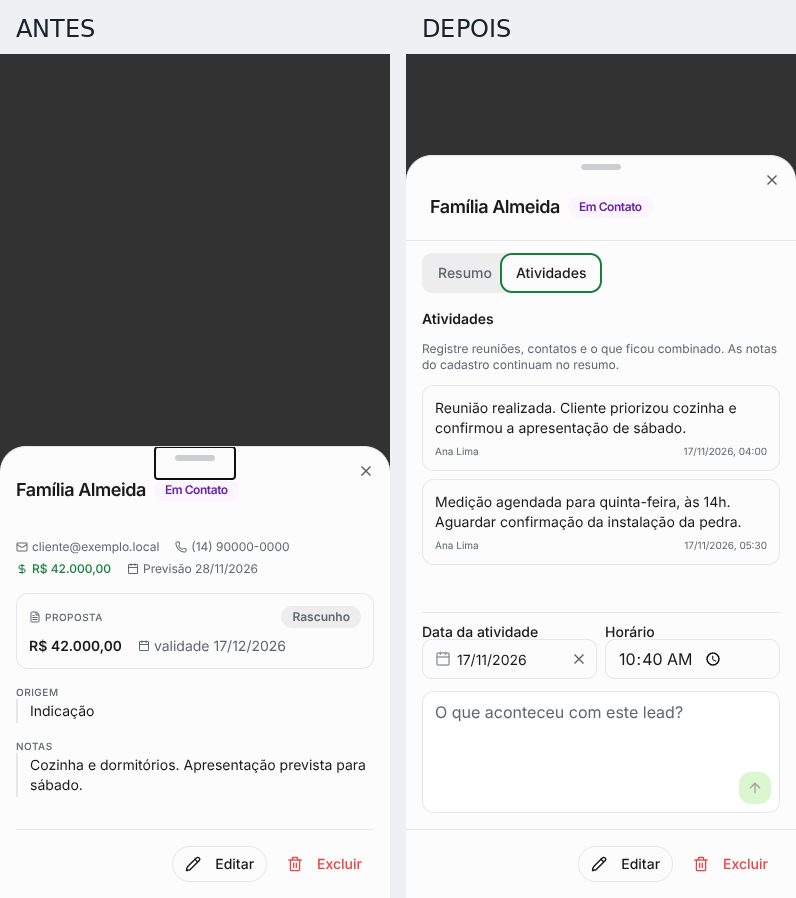 ANTES
Família Almeida
Em Contato
cliente@exemplo.local
(14) 90000-0000
R$ 42.000,00
Previsão 28/11/2026
PROPOSTA
Rascunho
R$ 42.000,00
validade 17/12/2026
ORIGEM
Indicação
NOTAS
Cozinha e dormitórios. Apresentação prevista para
sábado.
Editar
Excluir
DEPOIS
Família Almeida
Em Contato
Resumo
Atividades
Atividades
Registre reuniões, contatos e o que ficou combinado. As notas
do cadastro continuam no resumo.
Reunião realizada. Cliente priorizou cozinha e
confirmou a apresentação de sábado.
Ana Lima
17/11/2026, 04:00
Medição agendada para quinta-feira, às 14h.
Aguardar confirmação da instalação da pedra.
Ana Lima
17/11/2026, 05:30
Data da atividade
Horário
17/11/2026
10:40 AM
O que aconteceu com este lead?
Editar
Excluir